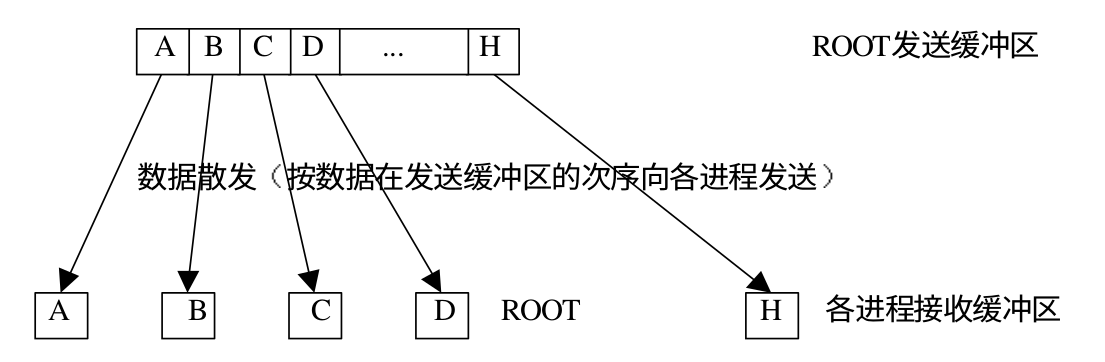 A B C D ... H ROOT发送缓冲区
数据散发（按数据在发送缓冲区的次序向各进程发送）
A B C D ROOT H 各进程接收缓冲区